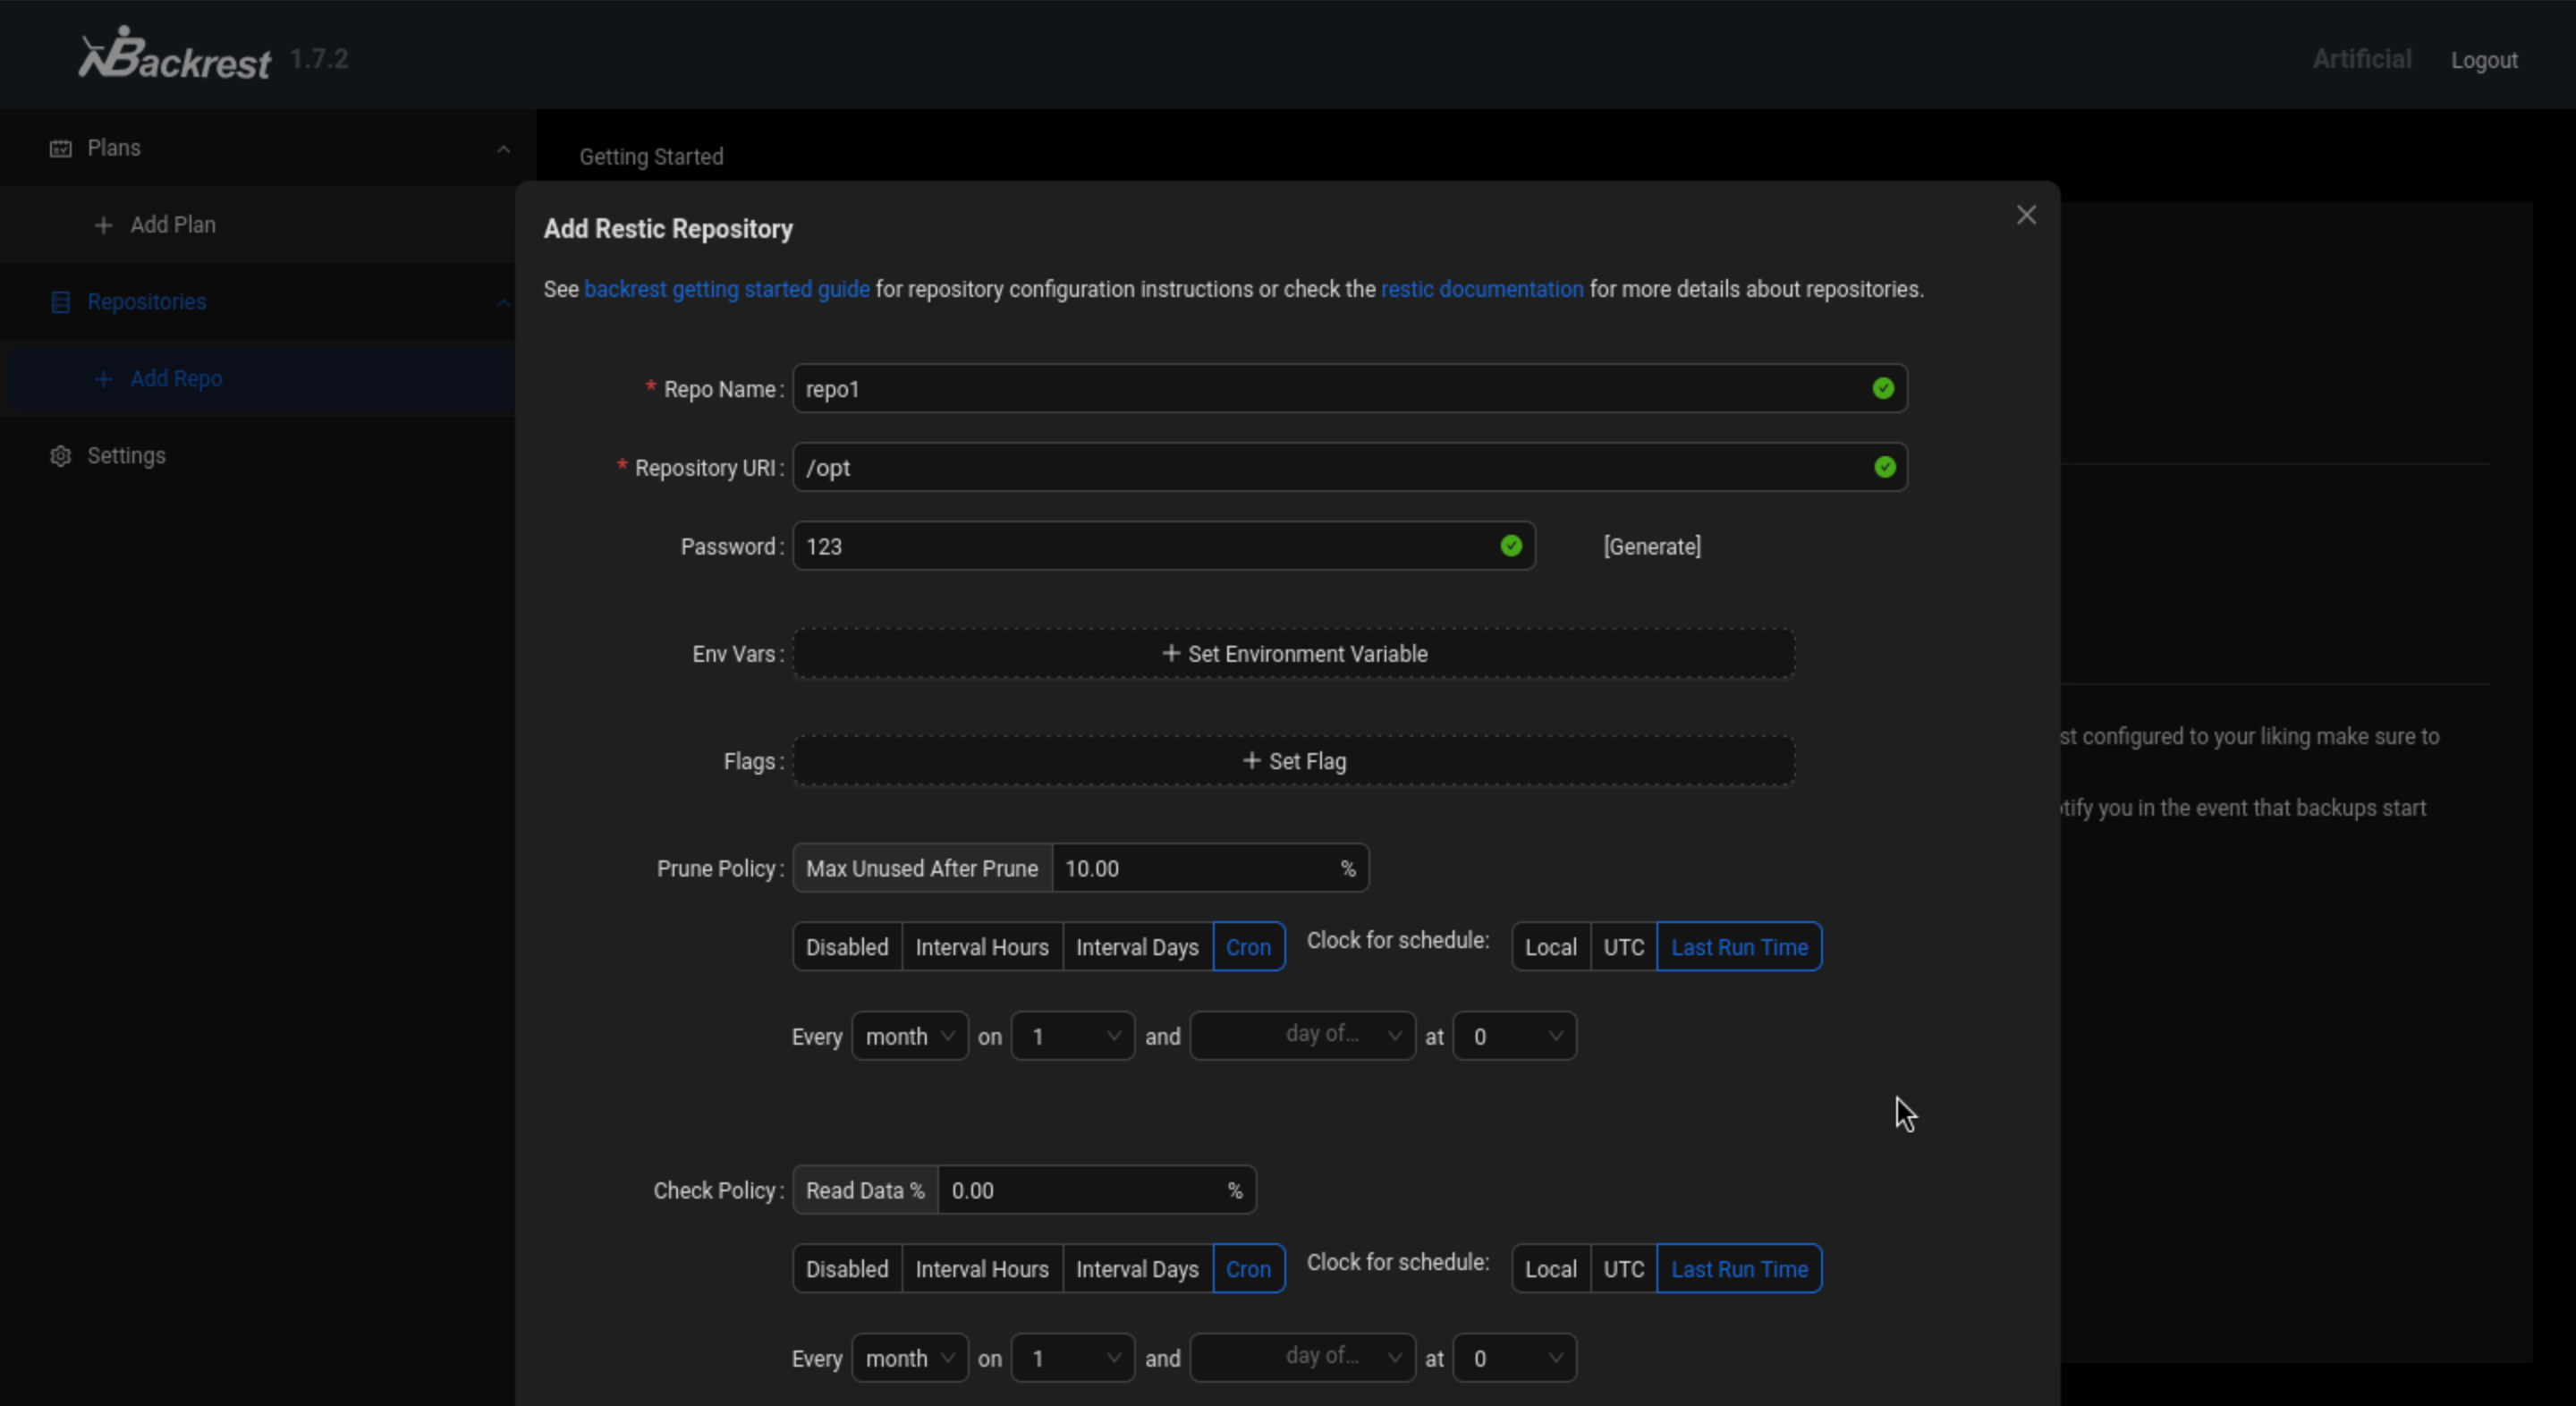 Backrest 1.7.2
Artificial Logout
Plans
Add Plan
Repositories
Add Repo
Settings
Getting Started
Add Restic Repository
See backrest getting started guide for repository configuration instructions or check the restic documentation for more details about repositories.
* Repo Name: repo1
* Repository URI: /opt
Password: 123 [Generate]
Env Vars: + Set Environment Variable
Flags: + Set Flag
Prune Policy: Max Unused After Prune 10.00 %
Disabled Interval Hours Interval Days Cron Clock for schedule: Local UTC Last Run Time
Every month on 1 and day of... at 0
Check Policy: Read Data % 0.00 %
Disabled Interval Hours Interval Days Cron Clock for schedule: Local UTC Last Run Time
Every month on 1 and day of... at 0
configured to your liking make sure to
you in the event that backups start